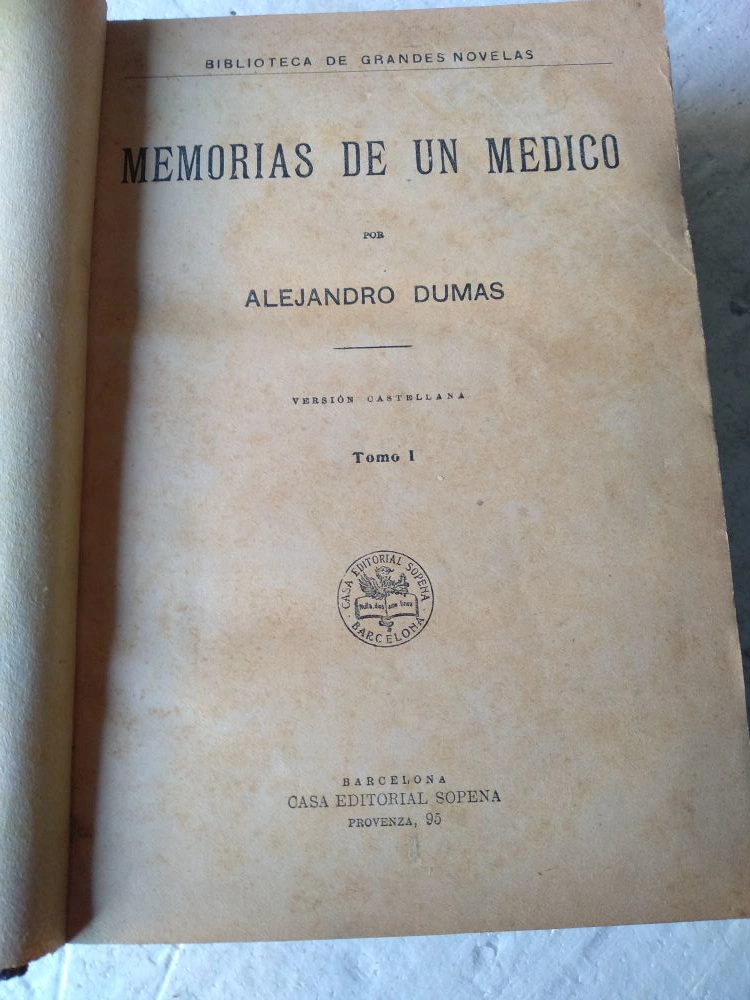 BIBLIOTECA DE GRANDES NOVELAS
MEMORIAS DE UN MEDICO
POR
ALEJANDRO DUMAS
VERSIÓN CASTELLANA
Tomo I
CASA EDITORIAL SOPENA
BARCELONA
BARCELONA
CASA EDITORIAL SOPENA
PROVENZA, 95